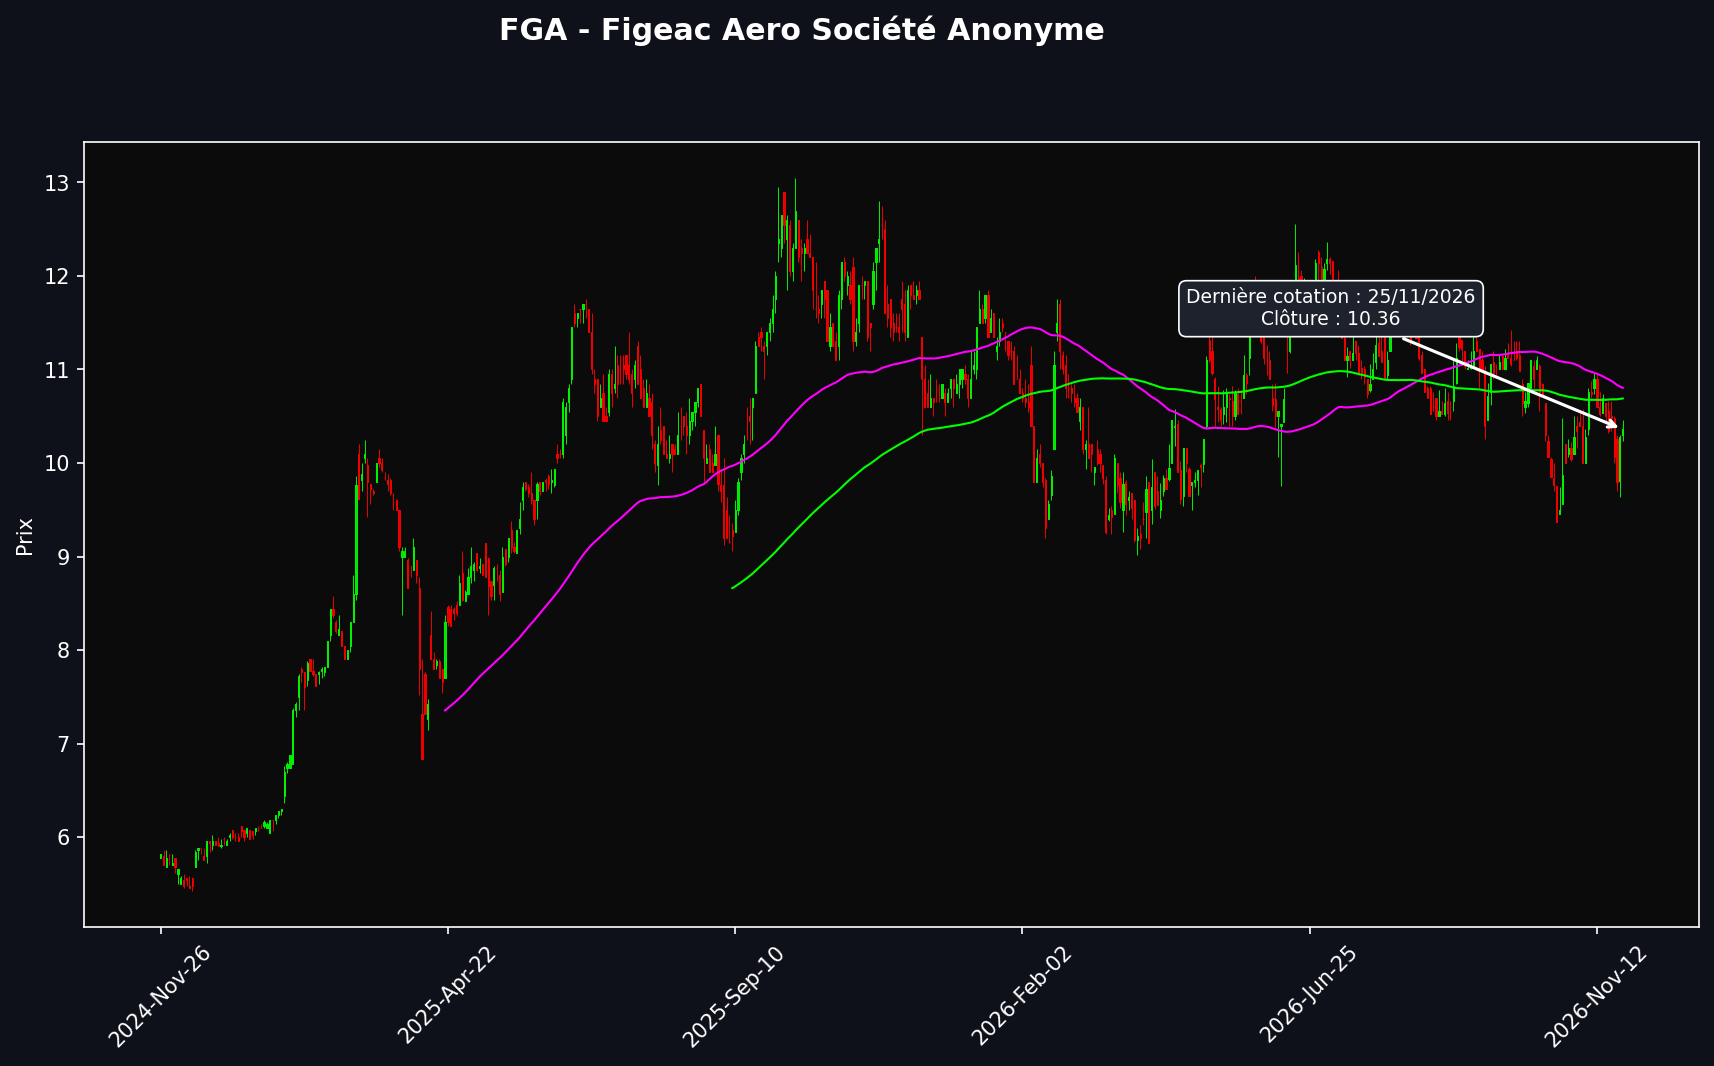 FGA - Figeac Aero Société Anonyme
Prix
13
12
11
10
9
8
7
6
Dernière cotation : 25/11/2026
Clôture : 10.36
2024-Nov-26
2025-Apr-22
2025-Sep-10
2026-Feb-02
2026-Jun-25
2026-Nov-12